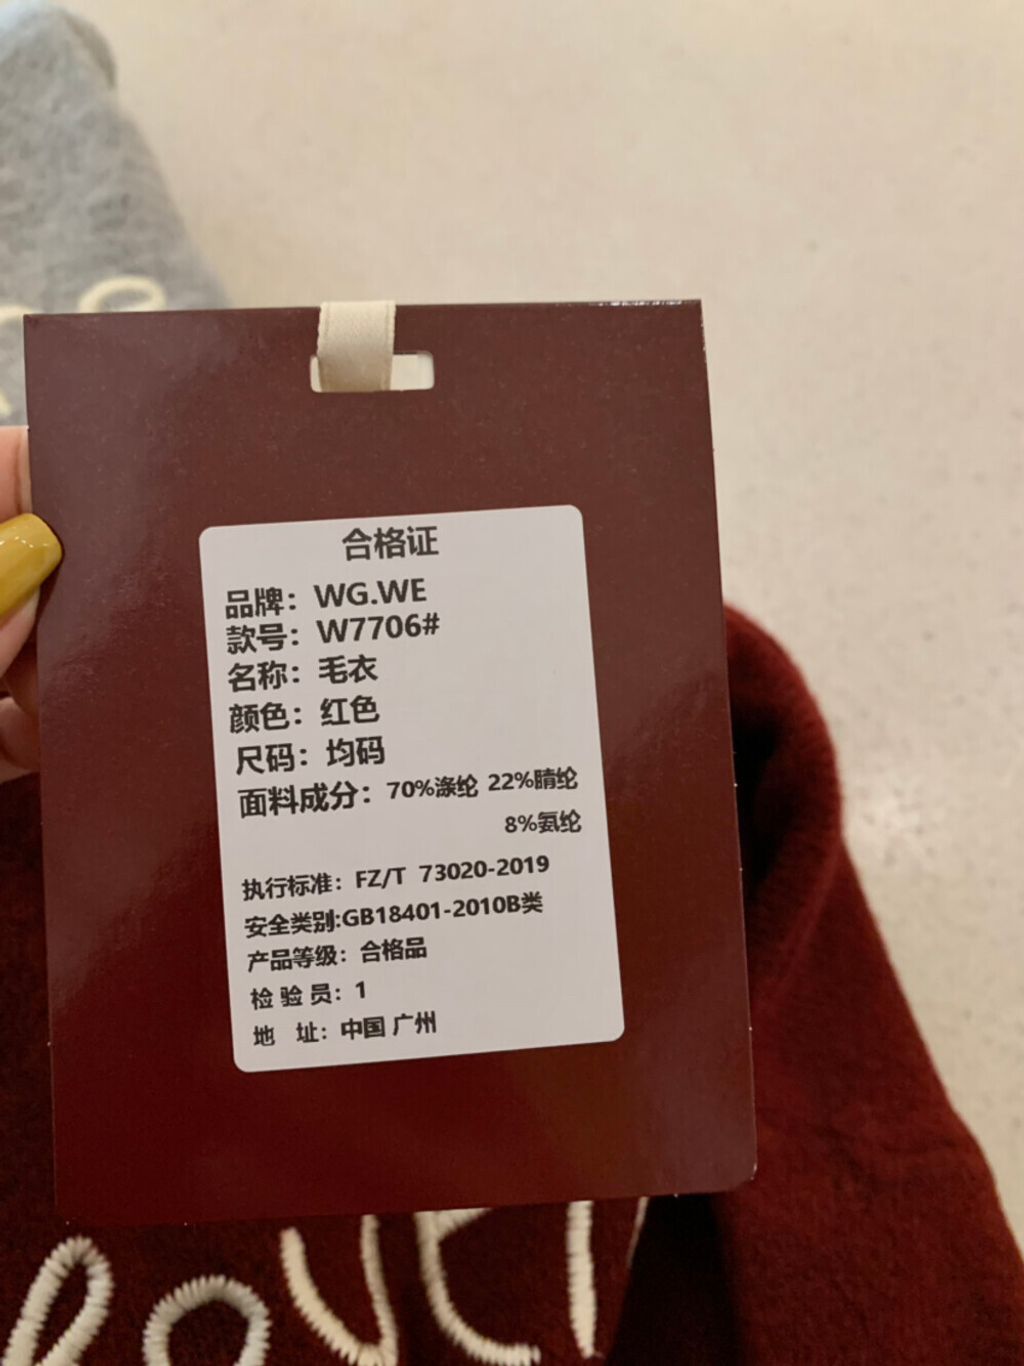 合格证
品牌：WG.WE
款号：W7706#
名称：毛衣
颜色：红色
尺码：均码
面料成分：70%涤纶 22%腈纶
8%氨纶
执行标准：FZ/T 73020-2019
安全类别:GB18401-2010B类
产品等级：合格品
检 验 员：1
地 址：中国 广州